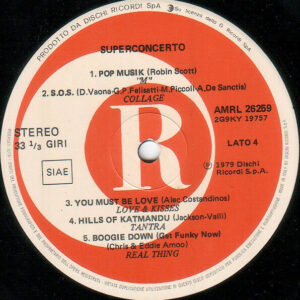 PRODOTTO DA DISCHI RICORDI S.p.A.
Su licenza della G. Ricordi S.p.A.
SUPERCONCERTO
1. POP MUSIK (Robin Scott)
"M"
2. S.O.S. (D.Vaona-G.P.Felisatti-M.Piccoli-A.De Sanctis)
COLLAGE
AMRL 26269
2G9KY 19757
STEREO
33 1/3 GIRI
LATO 4
R
SIAE
℗ 1979 Dischi
Ricordi S.p.A.
3. YOU MUST BE LOVE (Alec Costandinos)
LOVE & KISSES
4. HILLS OF KATMANDU (Jackson-Valli)
TANTRA
5. BOOGIE DOWN (Get Funky Now)
(Chris & Eddie Amoo)
REAL THING